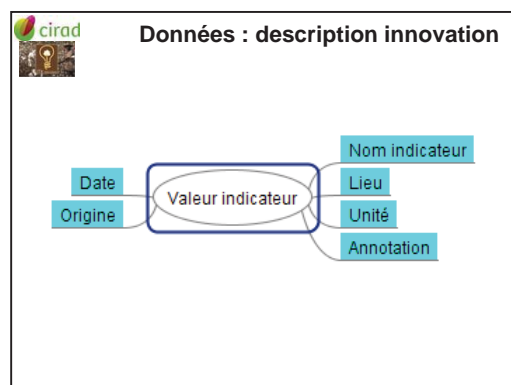 cirad
Données : description innovation
Nom indicateur
Date
Valeur indicateur
Lieu
Origine
Unité
Annotation